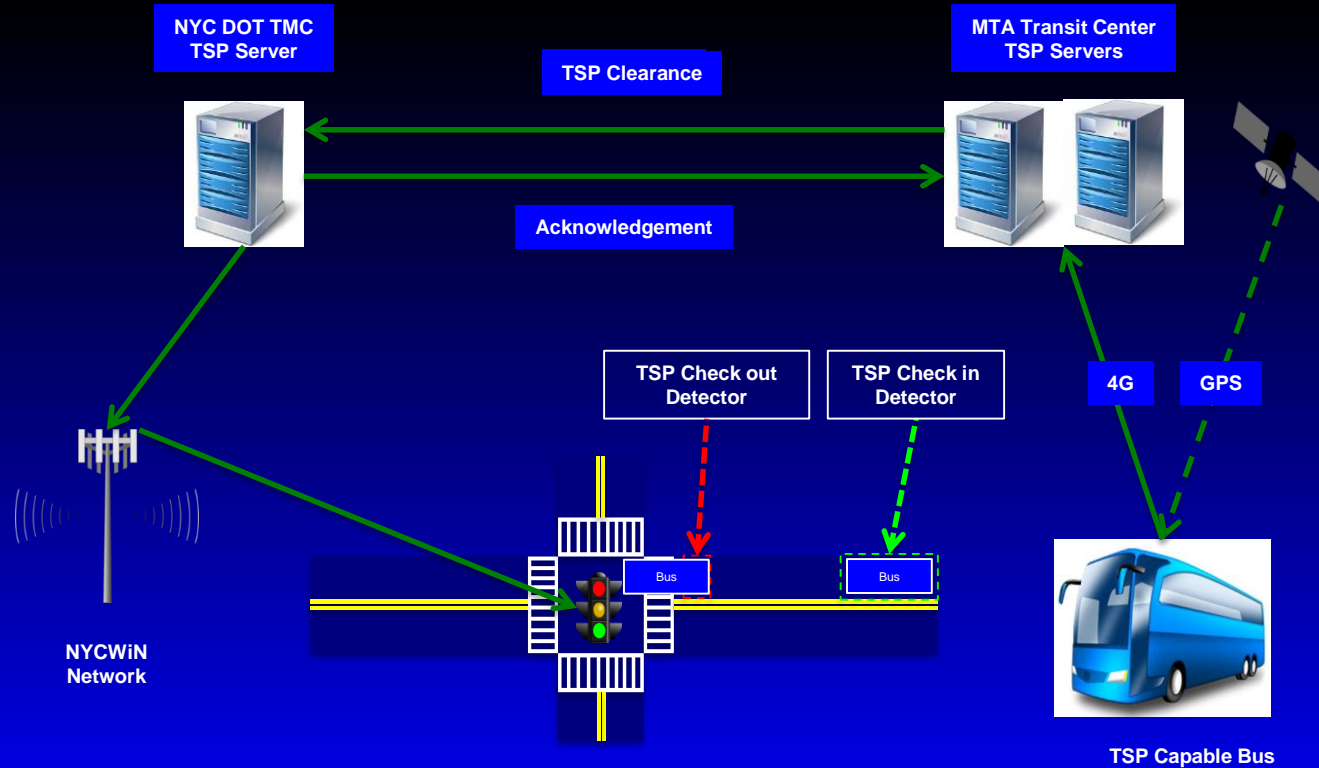 NYC DOT TMC
TSP Server
MTA Transit Center
TSP Servers
TSP Clearance
Acknowledgement
TSP Check out
Detector
TSP Check in
Detector
4G
GPS
Bus
Bus
NYCWiN
Network
TSP Capable Bus